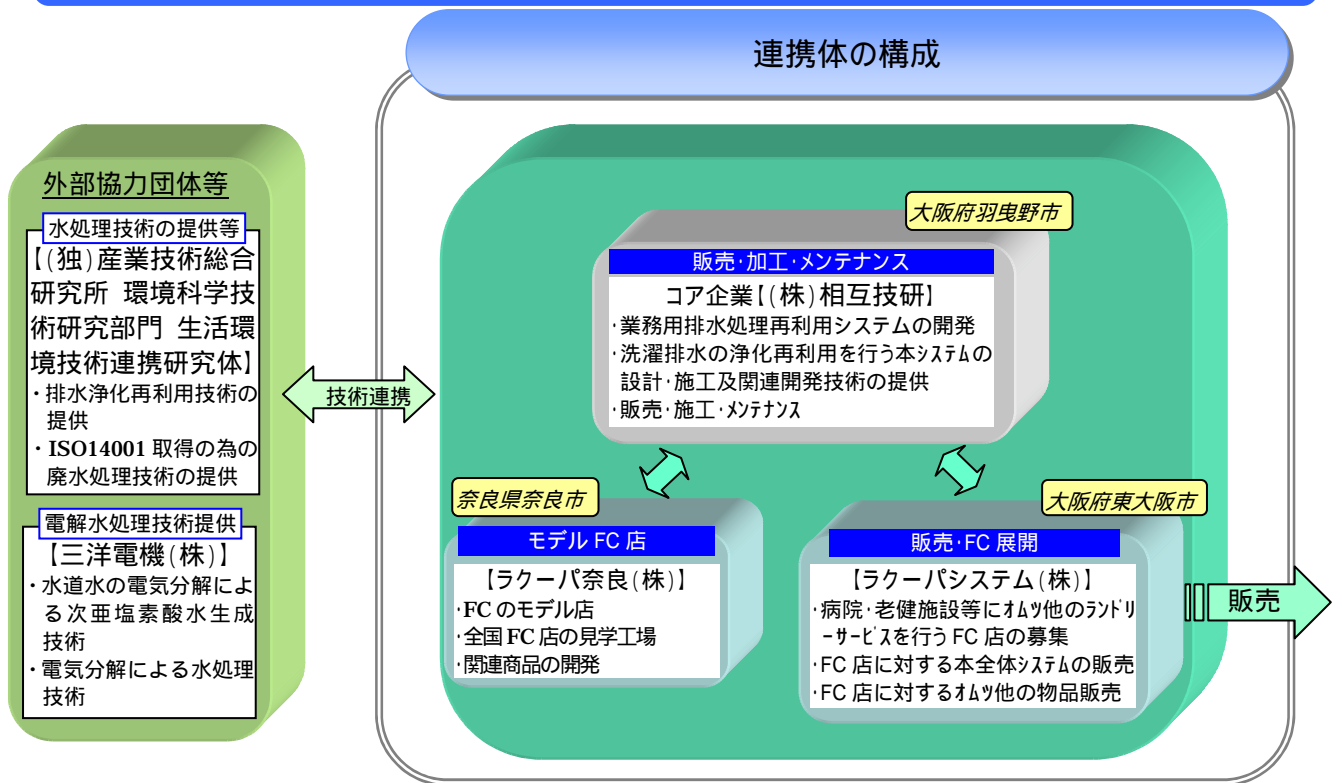 連携体の構成
外部協力団体等
水処理技術の提供等
【(独)産業技術総合
研究所 環境科学技
術研究部門 生活環
境技術連携研究体】
・排水浄化再利用技術の
提供
・ISO14001 取得の為の
廃水処理技術の提供
電解水処理技術提供
【三洋電機(株)】
・水道水の電気分解によ
る次亜塩素酸水生成
技術
・電気分解による水処理
技術
技術連携
大阪府羽曳野市
販売・加工・メンテナンス
コア企業【(株)相互技研】
・業務用排水処理再利用システムの開発
・洗濯排水の浄化再利用を行う本ｼｽﾃﾑの
設計・施工及関連開発技術の提供
・販売・施工・ﾒﾝﾃﾅﾝｽ
奈良県奈良市
モデル FC 店
【ラクーパ奈良(株)】
・FC のモデル店
・全国 FC 店の見学工場
・関連商品の開発
大阪府東大阪市
販売・FC 展開
【ラクーパシステム(株)】
・病院・老健施設等にｵﾑﾂ他のﾗﾝﾄﾞﾘ
ｰサービスを行う FC 店の募集
・FC 店に対する本全体ｼｽﾃﾑの販売
・FC 店に対するｵﾑﾂ他の物品販売
販売